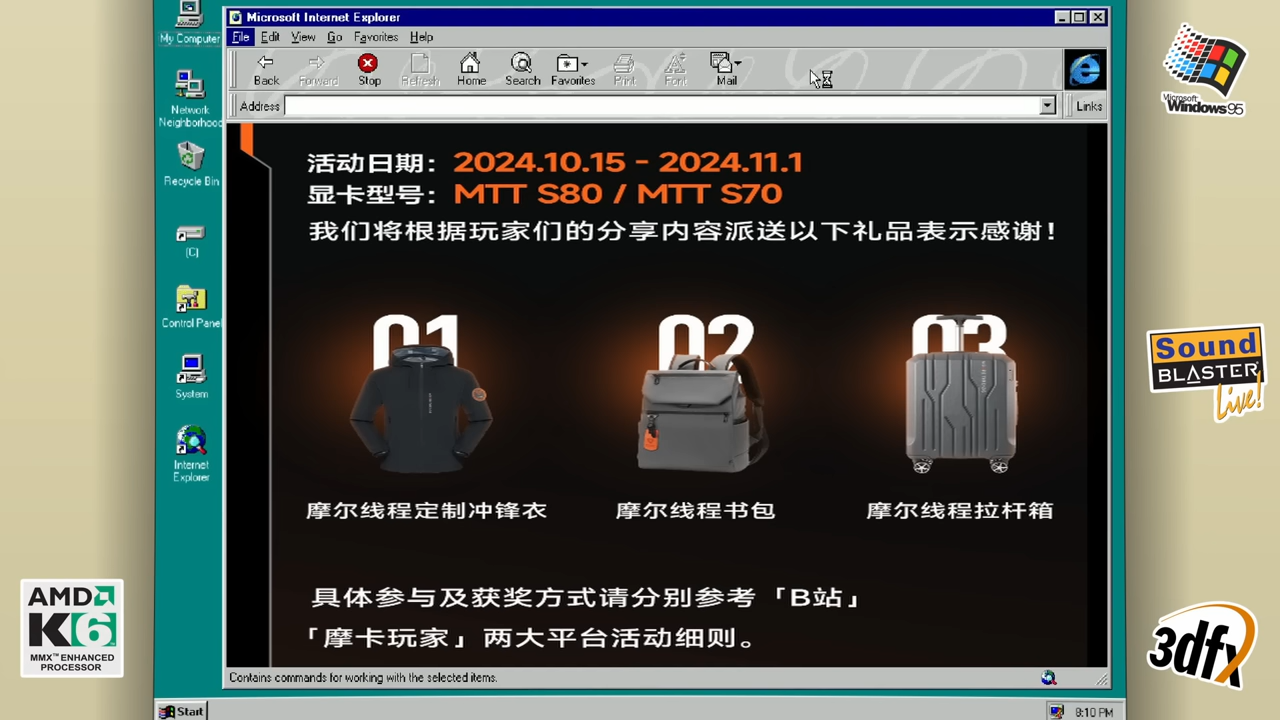 My Computer
Microsoft Internet Explorer
File Edit View Go Favorites Help
Back Forward Stop Refresh Home Search Favorites Print Font Mail
Address
Links
Network
Neighborhood
Recycle Bin
(C)
Control Panel
System
Internet
Explorer
活动日期：2024.10.15 - 2024.11.1
显卡型号：MTT S80 / MTT S70
我们将根据玩家们的分享内容派送以下礼品表示感谢！
01
02
03
摩尔线程定制冲锋衣
摩尔线程书包
摩尔线程拉杆箱
具体参与及获奖方式请分别参考「B站」
「摩卡玩家」两大平台活动细则。
Contains commands for working with the selected items.
Start
8:10 PM
Microsoft
Windows 95
Sound
BLASTER
Live!
AMD
K6
MMX™ ENHANCED
PROCESSOR
3dfx